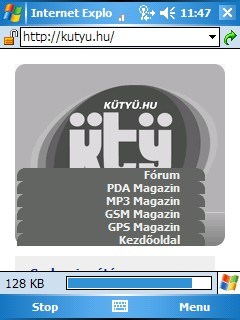 Internet Explo
11:47
http://kutyu.hu/
KÜTYÜ.HU
kty
Fórum
PDA Magazin
MP3 Magazin
GSM Magazin
GPS Magazin
Kezdőoldal
128 KB
Stop
Menu